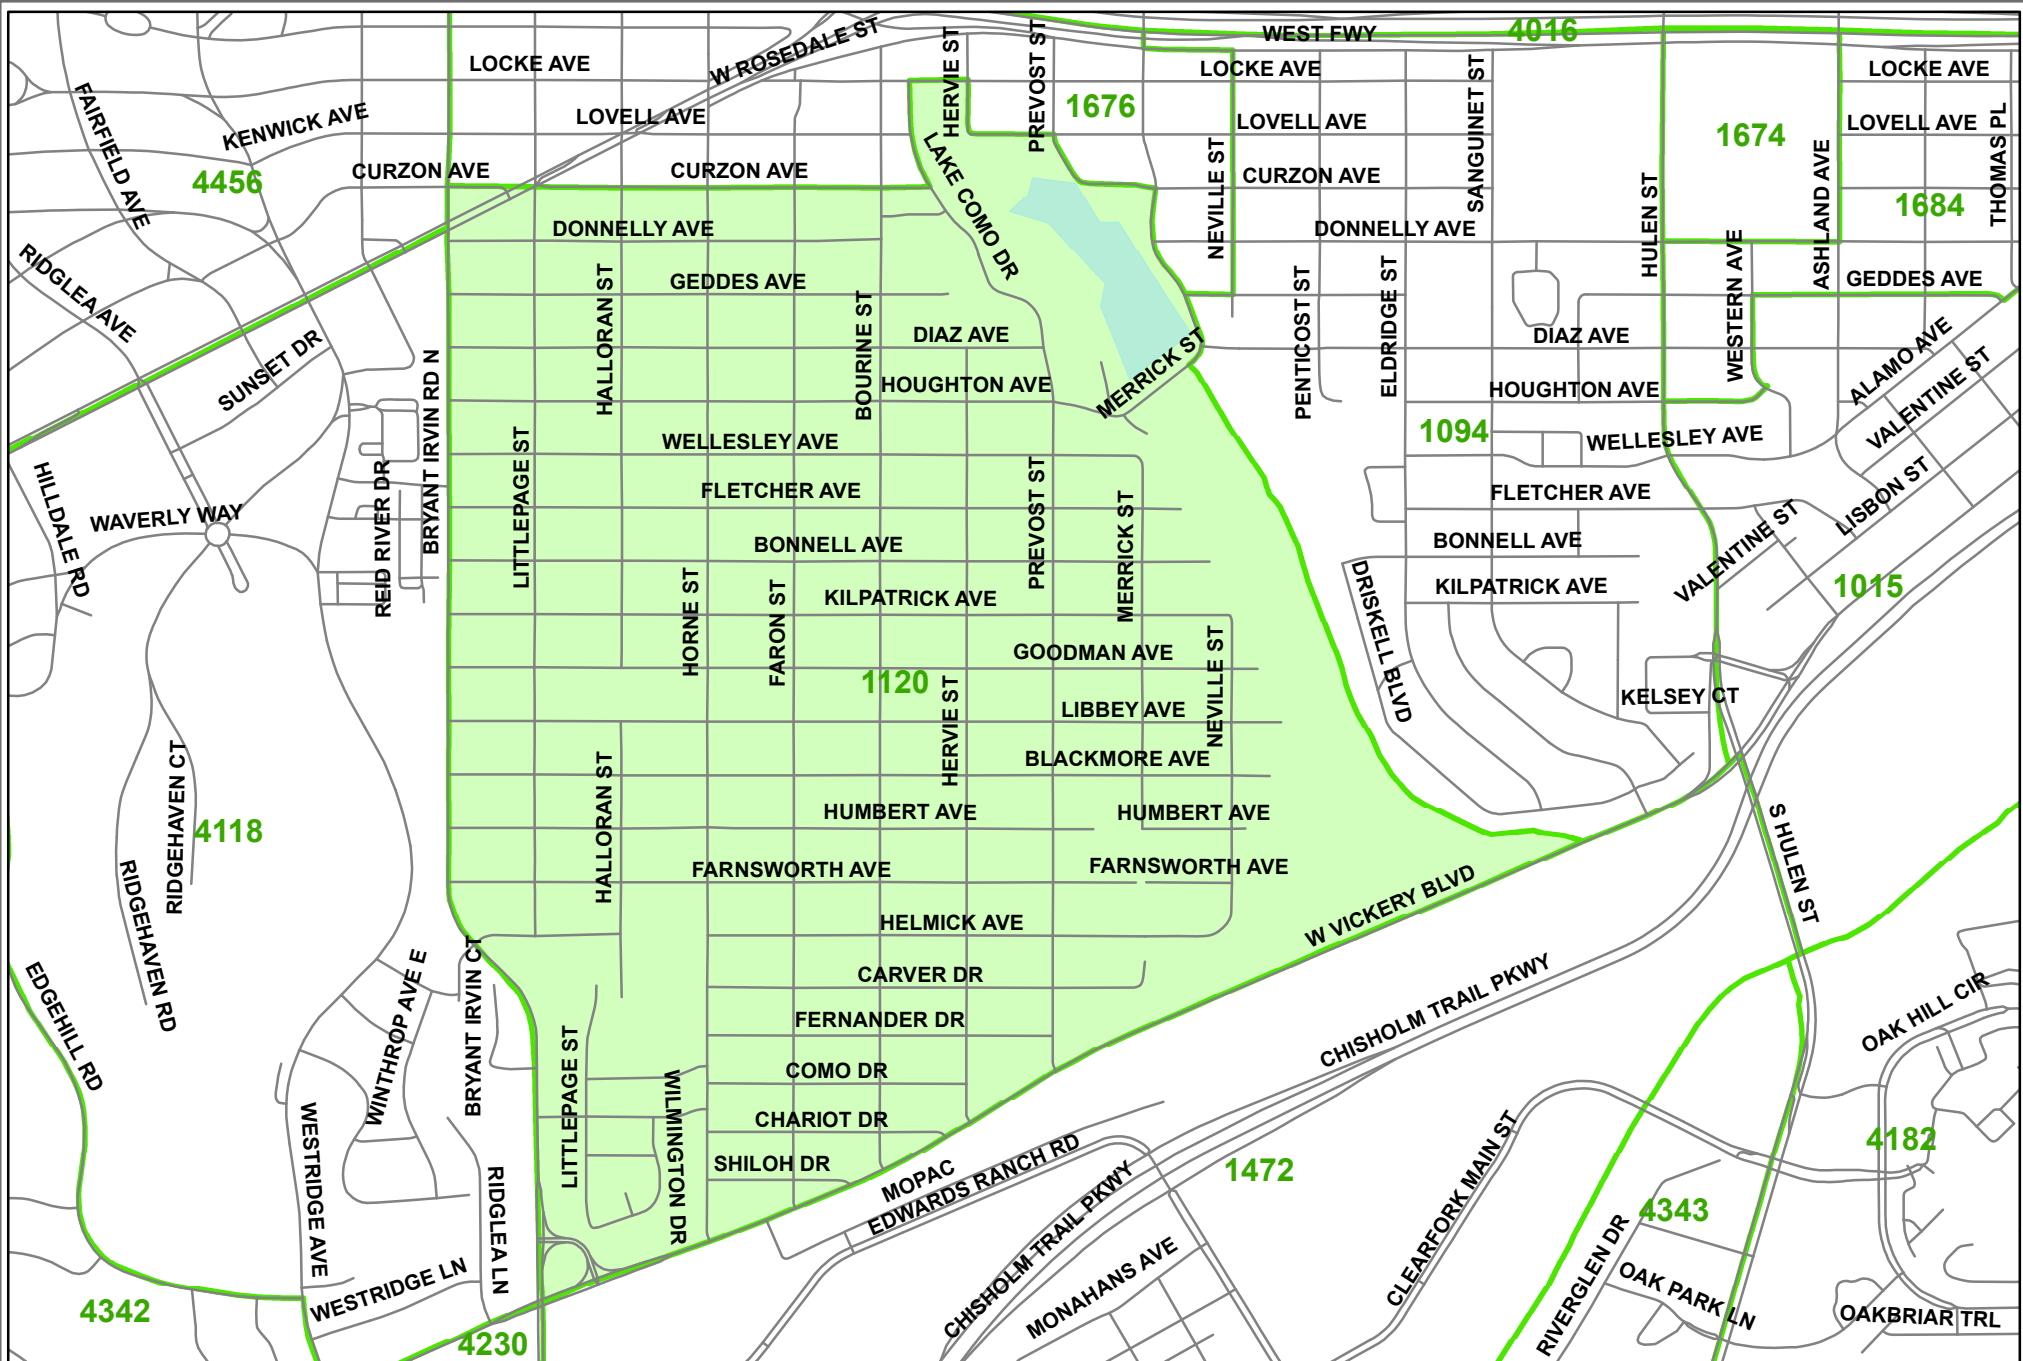 WEST FWY
4016
W ROSEDALE ST
HERVIE ST
PREVOST ST
LOCKE AVE
LOCKE AVE
LOCKE AVE
SANGUINET ST
FAIRFIELD AVE
KENWICK AVE
LOVELL AVE
1676
LOVELL AVE
1674
LOVELL AVE
THOMAS PL
CURZON AVE
CURZON AVE
LAKE COMO DR
NEVILLE ST
CURZON AVE
HULEN ST
ASHLAND AVE
4456
1684
DONNELLY AVE
DONNELLY AVE
WESTERN AVE
RIDGLEA AVE
HALLORAN ST
GEDDES AVE
BOURINE ST
PENTICOST ST
ELDRIDGE ST
GEDDES AVE
SUNSET DR
DIAZ AVE
DIAZ AVE
MERRICK ST
ALAMO AVE
VALENTINE ST
HOUGHTON AVE
HOUGHTON AVE
BRYANT IRVIN RD N
1094
WELLESLEY AVE
WELLESLEY AVE
LITTLEPAGE ST
HILLDALE RD
REID RIVER DR
WAVERLY WAY
FLETCHER AVE
PREVOST ST
MERRICK ST
FLETCHER AVE
LISBON ST
VALENTINE ST
BONNELL AVE
BONNELL AVE
DRISKELL BLVD
HORNE ST
FARON ST
KILPATRICK AVE
KILPATRICK AVE
1015
GOODMAN AVE
NEVILLE ST
1120
HERVIE ST
LIBBEY AVE
KELSEY CT
RIDGEHAVEN CT
HALLORAN ST
BLACKMORE AVE
4118
HUMBERT AVE
HUMBERT AVE
S HULEN ST
RIDGEHAVEN RD
FARNSWORTH AVE
FARNSWORTH AVE
W VICKERY BLVD
HELMICK AVE
EDGEHILL RD
WINTHROP AVE E
BRYANT IRVIN CT
CARVER DR
CHISHOLM TRAIL PKWY
OAK HILL CIR
FERNANDER DR
LITTLEPAGE ST
WILMINGTON DR
COMO DR
WESTRIDGE AVE
CHARIOT DR
CLEARFORK MAIN ST
4182
RIDGLEA LN
SHILOH DR
MOPAC
EDWARDS RANCH RD
CHISHOLM TRAIL PKWY
1472
4343
RIVERGLEN DR
MONAHANS AVE
OAK PARK LN
WESTRIDGE LN
4342
4230
OAKBRIAR TRL